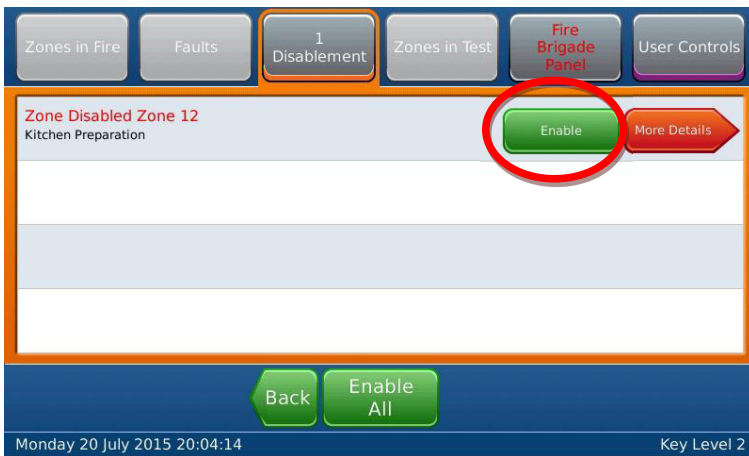 Zones in Fire
Faults
1
Disablement
Zones in Test
Fire
Brigade
Panel
User Controls
Zone Disabled Zone 12
Kitchen Preparation
Enable
More Details
Back
Enable
All
Monday 20 July 2015 20:04:14
Key Level 2